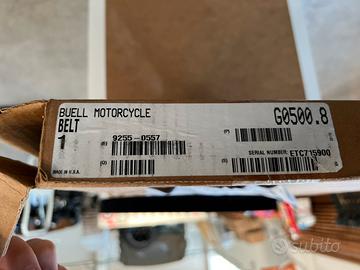 BUELL MOTORCYCLE
BELT
G0500.8
1
(B) 9255-0557
(P)
(Q)
SERIAL NUMBER: ETC715900
(S)
MADE IN U.S.A.
subito